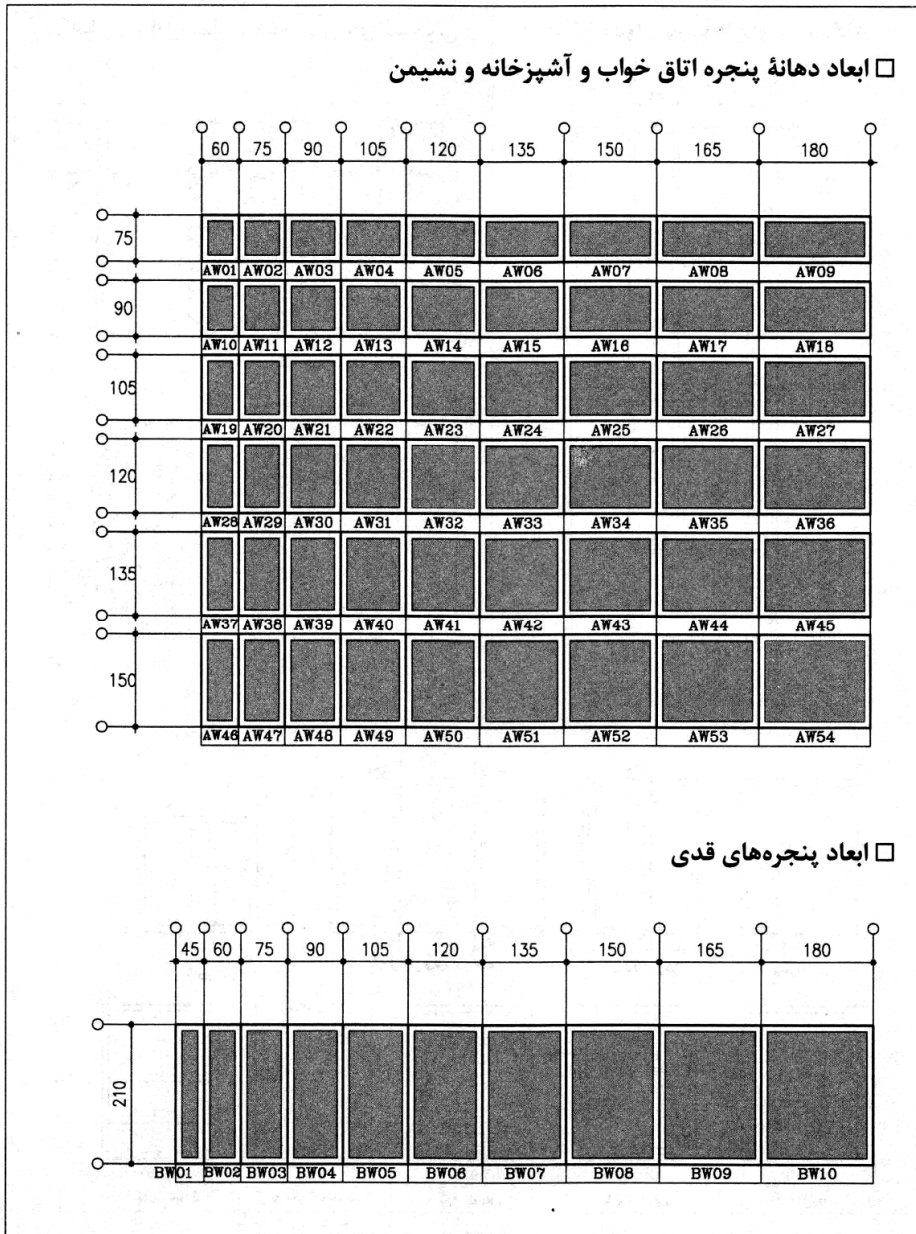 □ ابعاد دهانهٔ پنجره اتاق خواب و آشپزخانه و نشیمن
60 75 90 105 120 135 150 165 180
75
AW01 AW02 AW03 AW04 AW05 AW06 AW07 AW08 AW09
90
AW10 AW11 AW12 AW13 AW14 AW15 AW16 AW17 AW18
105
AW19 AW20 AW21 AW22 AW23 AW24 AW25 AW26 AW27
120
AW28 AW29 AW30 AW31 AW32 AW33 AW34 AW35 AW36
135
AW37 AW38 AW39 AW40 AW41 AW42 AW43 AW44 AW45
150
AW46 AW47 AW48 AW49 AW50 AW51 AW52 AW53 AW54
□ ابعاد پنجره‌های قدی
45 60 75 90 105 120 135 150 165 180
210
BW01 BW02 BW03 BW04 BW05 BW06 BW07 BW08 BW09 BW10